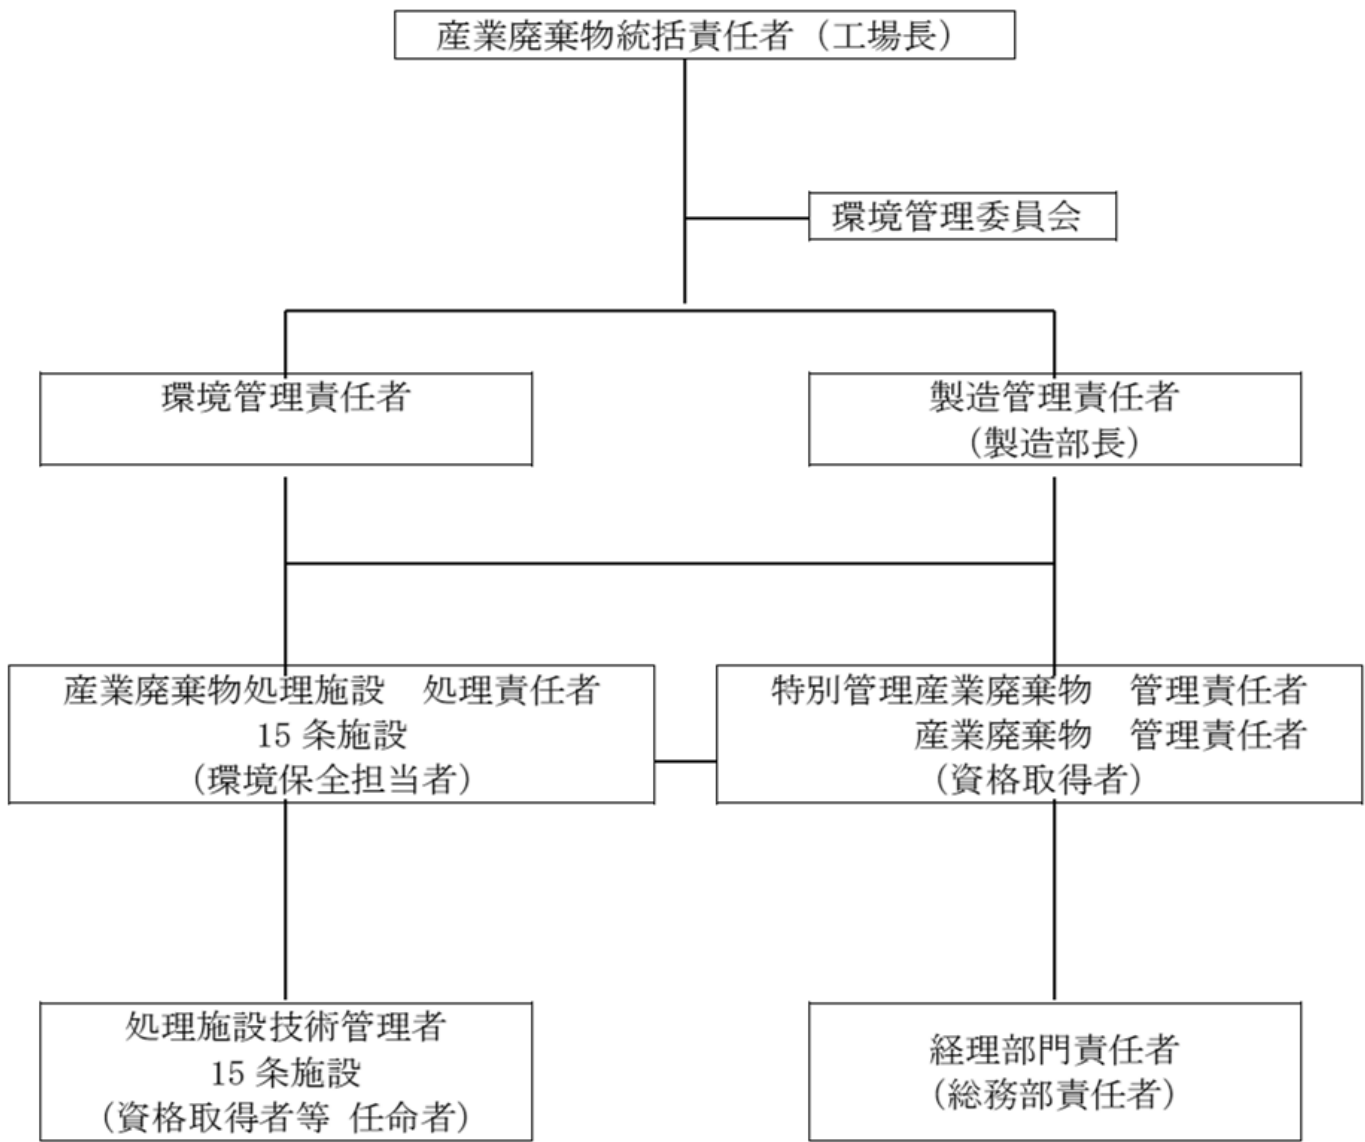 産業廃棄物統括責任者（工場長）
環境管理委員会
環境管理責任者
製造管理責任者
（製造部長）
産業廃棄物処理施設　処理責任者
15 条施設
（環境保全担当者）
特別管理産業廃棄物　管理責任者
産業廃棄物　管理責任者
（資格取得者）
処理施設技術管理者
15 条施設
（資格取得者等 任命者）
経理部門責任者
（総務部責任者）